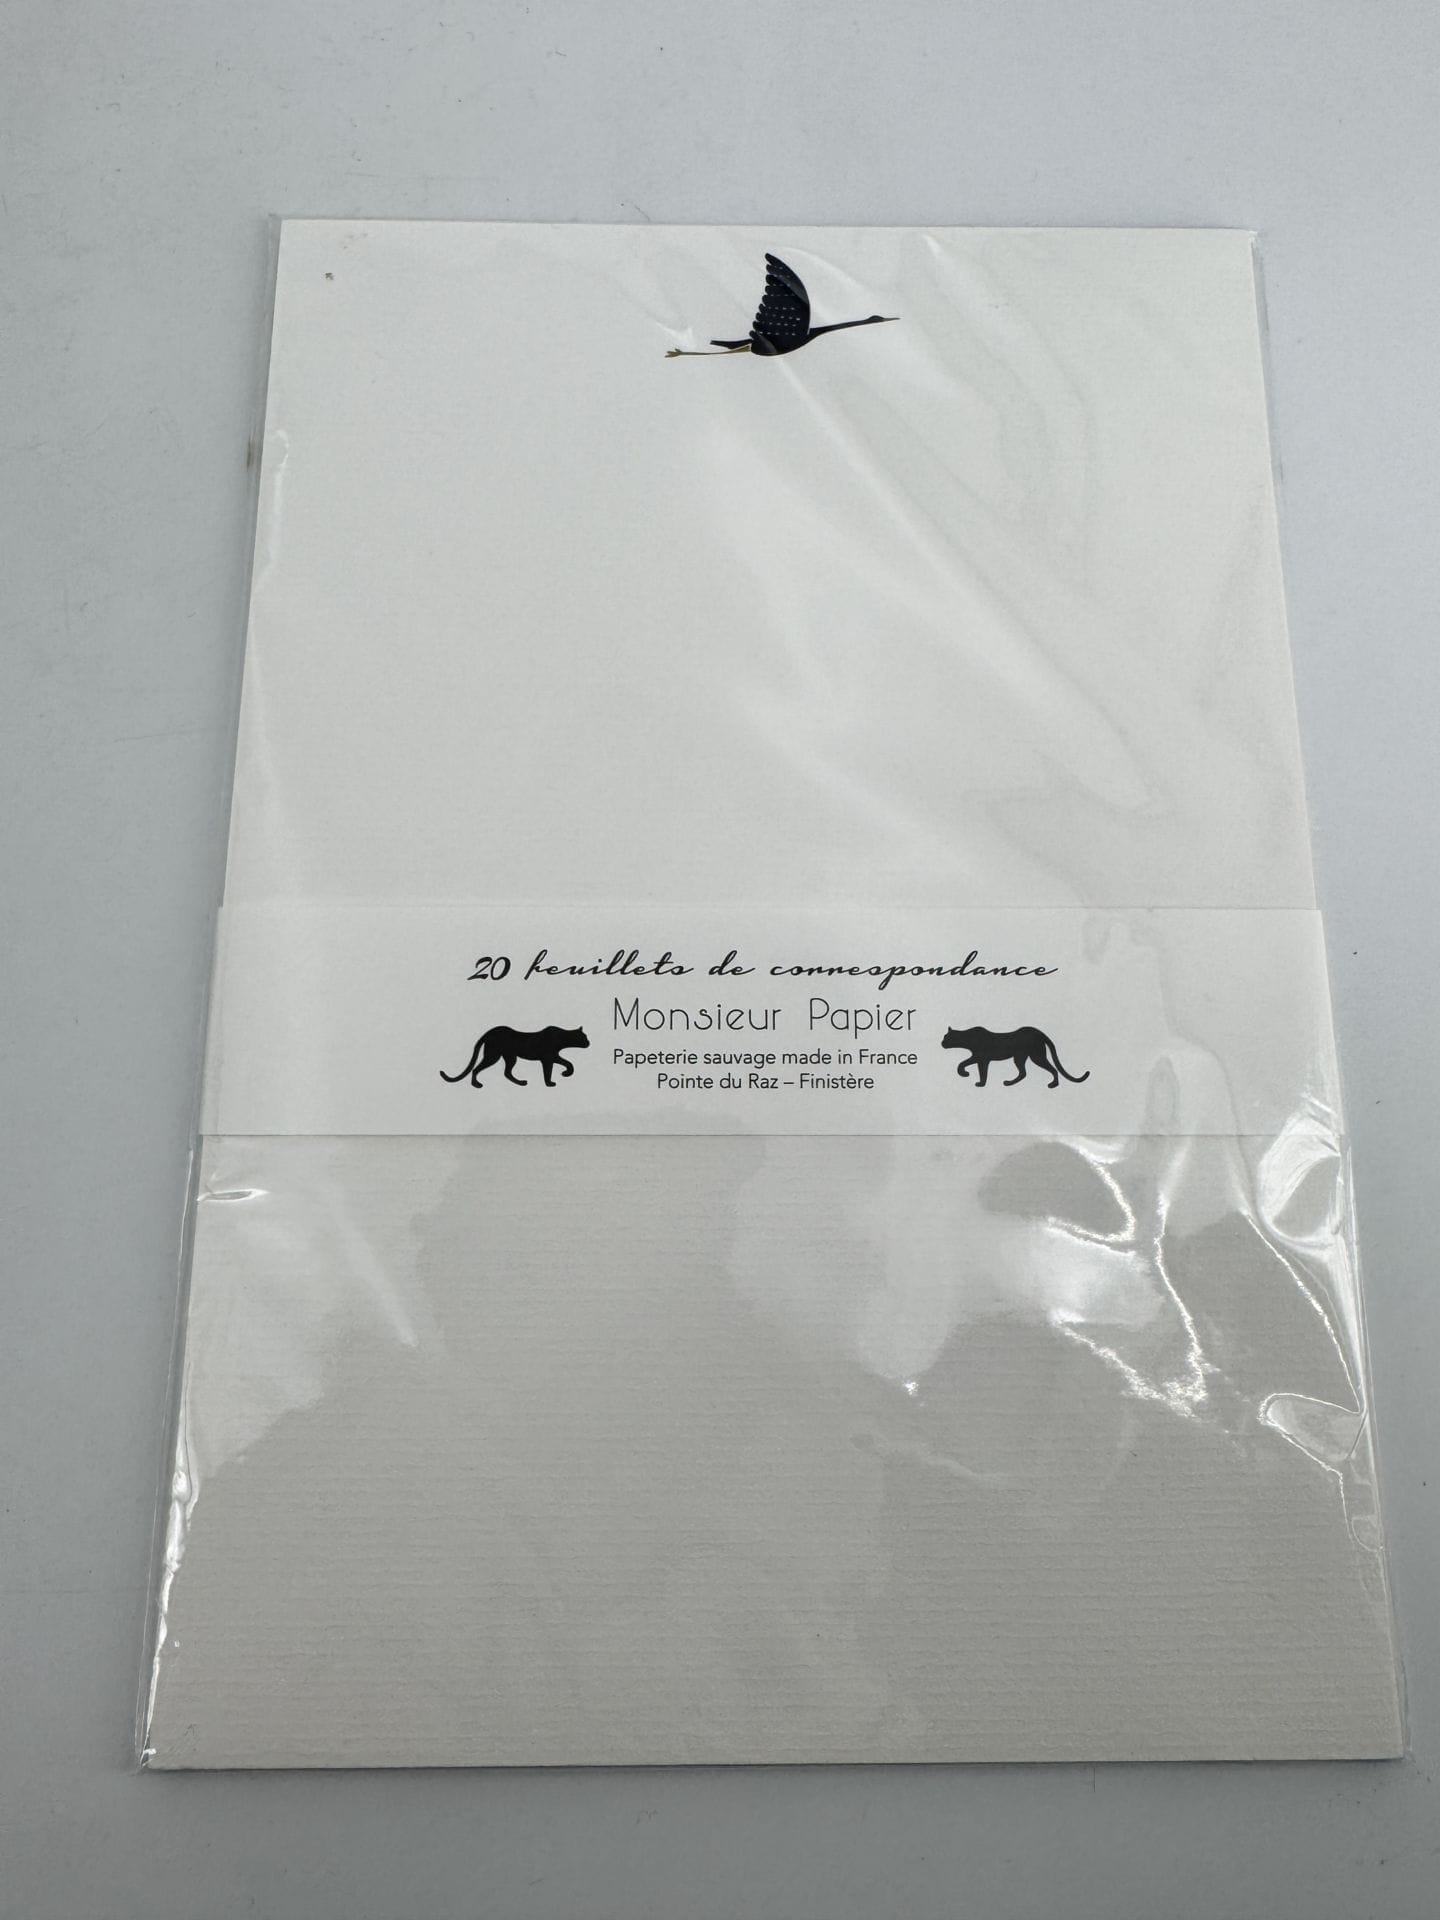 20 feuillets de correspondance
Monsieur Papier
Papeterie sauvage made in France
Pointe du Raz – Finistère